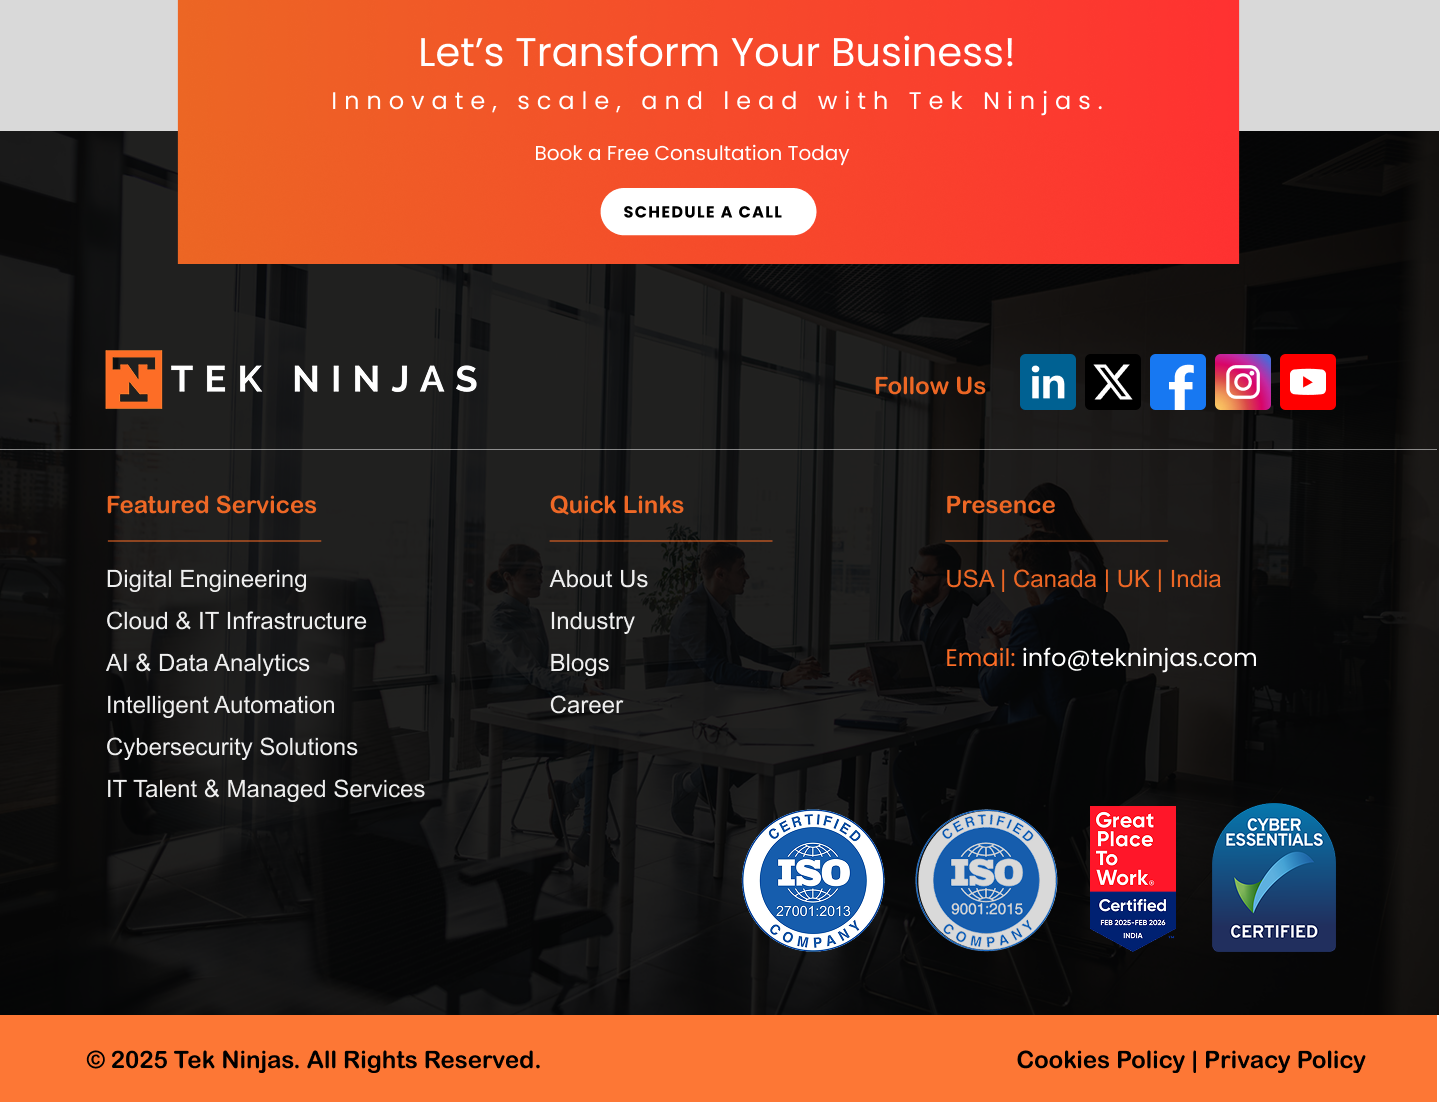 Let’s Transform Your Business!
Innovate, scale, and lead with Tek Ninjas.
Book a Free Consultation Today
SCHEDULE A CALL
TEK NINJAS
Follow Us
Featured Services
Digital Engineering
Cloud & IT Infrastructure
AI & Data Analytics
Intelligent Automation
Cybersecurity Solutions
IT Talent & Managed Services
Quick Links
About Us
Industry
Blogs
Career
Presence
USA | Canada | UK | India
Email: info@tekninjas.com
CERTIFIED
ISO
27001:2013
COMPANY
CERTIFIED
ISO
9001:2015
COMPANY
Great
Place
To
Work®
Certified
FEB 2025-FEB 2026
INDIA
CYBER
ESSENTIALS
CERTIFIED
© 2025 Tek Ninjas. All Rights Reserved.
Cookies Policy | Privacy Policy